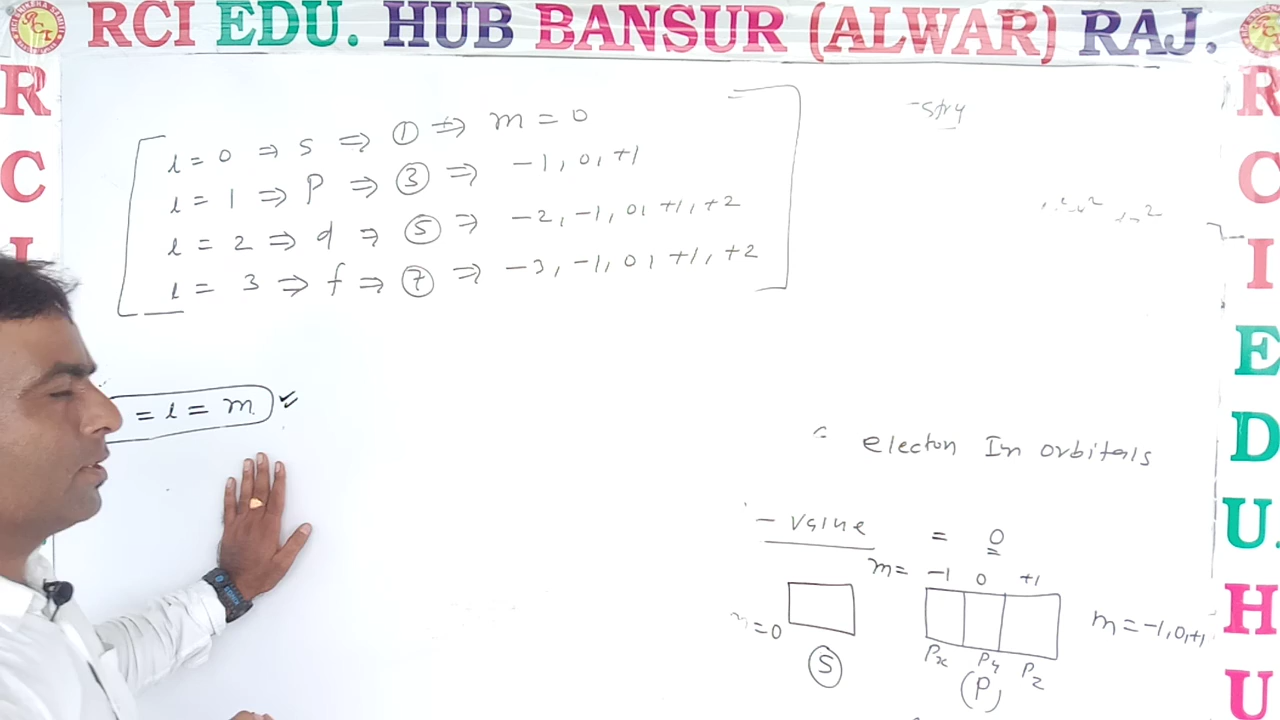 RCI EDU. HUB BANSUR (ALWAR) RAJ.
R
C
I
R
C
I
E
D
U.
H
U
-stry
l = 0 ⇒ s ⇒ ① ⇒ m = 0
l = 1 ⇒ p ⇒ ③ ⇒ -1, 0, +1
l = 2 ⇒ d ⇒ ⑤ ⇒ -2, -1, 0, +1, +2
l = 3 ⇒ f ⇒ ⑦ ⇒ -3, -1, 0, +1, +2
= l = m ✓
electon In orbitals
- value = 0
m = -1 0 +1
m = -1, 0, +1
= 0
Px Py Pz
(S) (P)